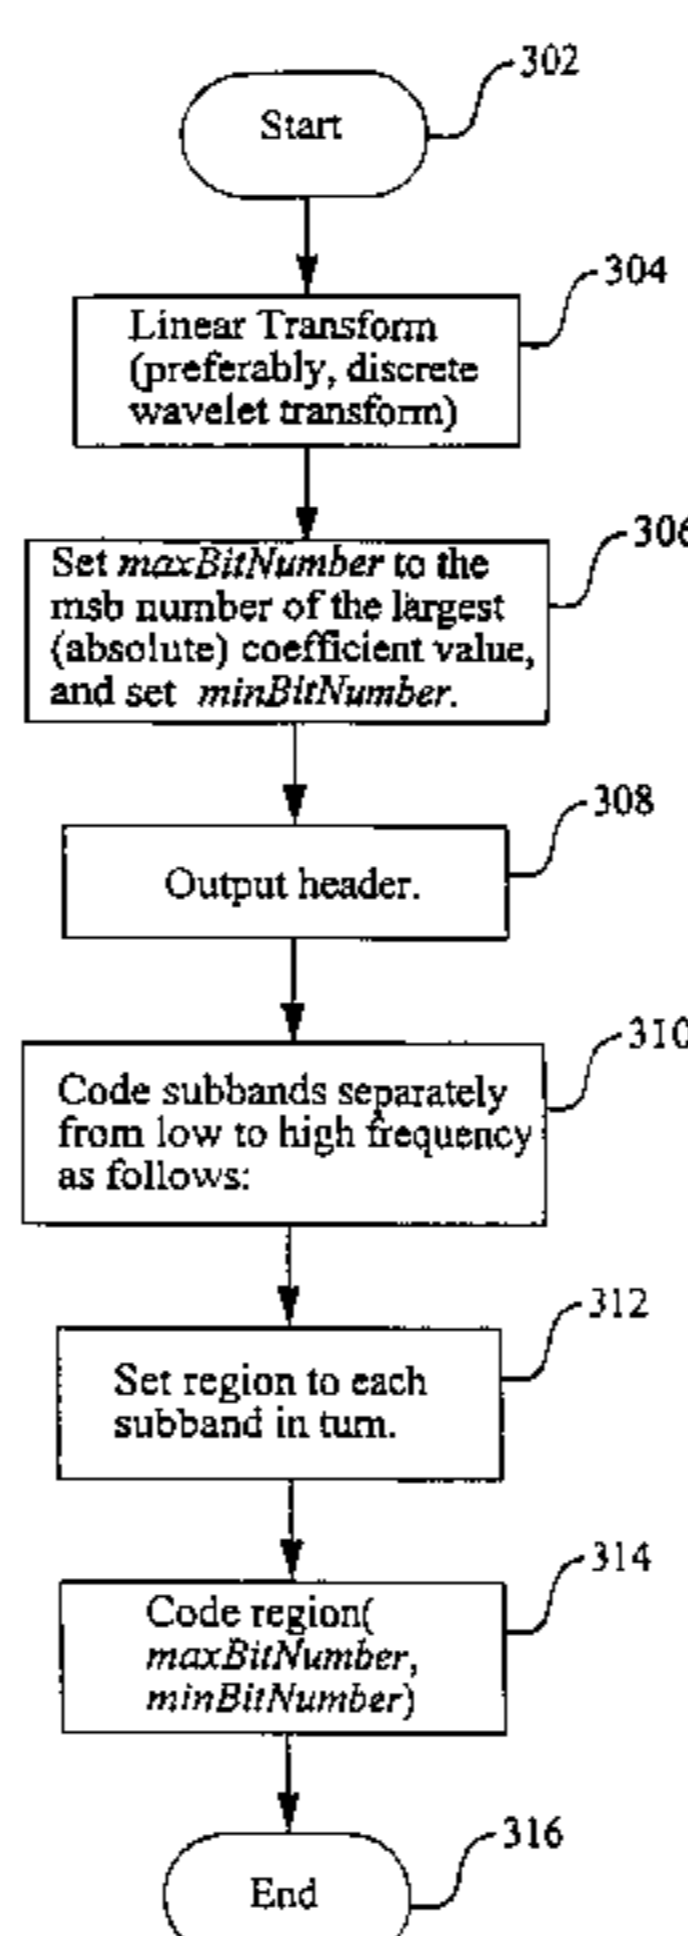 302
Start
304
Linear Transform
(preferably, discrete
wavelet transform)
306
Set maxBitNumber to the
msb number of the largest
(absolute) coefficient value,
and set minBitNumber.
308
Output header.
310
Code subbands separately
from low to high frequency
as follows:
312
Set region to each
subband in turn.
314
Code region(
maxBitNumber,
minBitNumber)
316
End